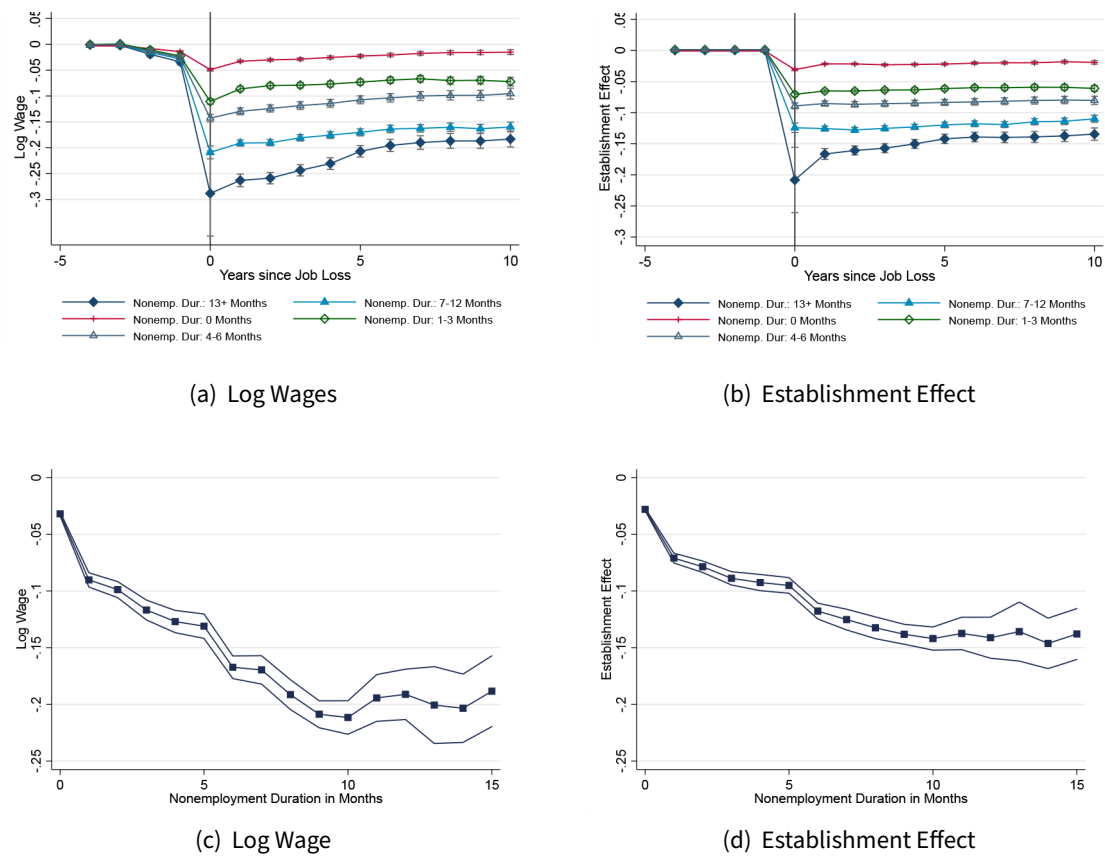 .05
0
-.05
-.1
-.15
-.2
-.25
-.3
Log Wage
-5
0
5
10
Years since Job Loss
Nonemp. Dur.: 13+ Months
Nonemp. Dur.: 7-12 Months
Nonemp. Dur: 0 Months
Nonemp. Dur: 1-3 Months
Nonemp. Dur: 4-6 Months
(a) Log Wages
.05
0
-.05
-.1
-.15
-.2
-.25
-.3
Establishment Effect
-5
0
5
10
Years since Job Loss
Nonemp. Dur.: 13+ Months
Nonemp. Dur.: 7-12 Months
Nonemp. Dur: 0 Months
Nonemp. Dur: 1-3 Months
Nonemp. Dur: 4-6 Months
(b) Establishment Effect
0
-.05
-.1
-.15
-.2
-.25
Log Wage
0
5
10
15
Nonemployment Duration in Months
(c) Log Wage
0
-.05
-.1
-.15
-.2
-.25
Establishment Effect
0
5
10
15
Nonemployment Duration in Months
(d) Establishment Effect